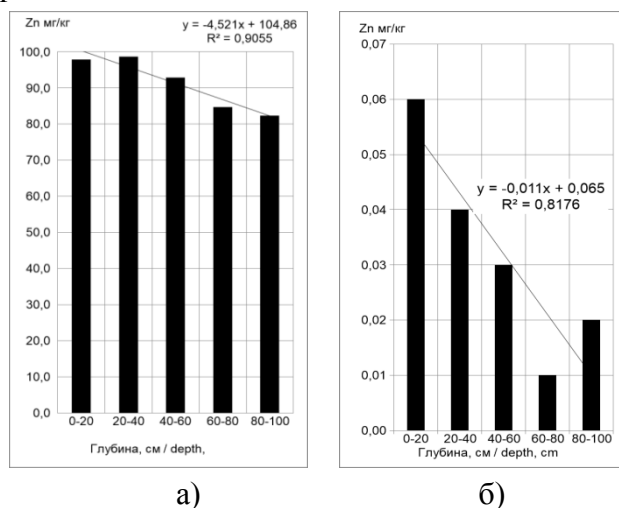 Zn мг/кг
y = -4,521x + 104,86
R² = 0,9055
100,0
90,0
80,0
70,0
60,0
50,0
40,0
30,0
20,0
10,0
0,0
0-20 20-40 40-60 60-80 80-100
Глубина, см / depth,
а)
Zn мг/кг
0,07
0,06
0,05
0,04
0,03
0,02
0,01
0,00
y = -0,011x + 0,065
R² = 0,8176
0-20 20-40 40-60 60-80 80-100
Глубина, см / depth, cm
б)